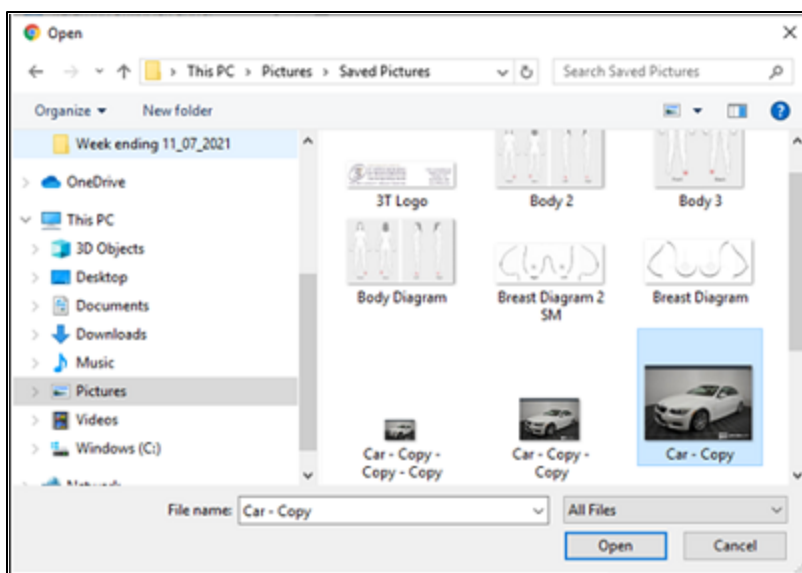 Open
This PC > Pictures > Saved Pictures
Search Saved Pictures
Organize
New folder
Week ending 11_07_2021
OneDrive
This PC
3D Objects
Desktop
Documents
Downloads
Music
Pictures
Videos
Windows (C:)
3T Logo
Body 2
Body 3
Body Diagram
Breast Diagram 2
SM
Breast Diagram
Car - Copy -
Copy - Copy
Car - Copy -
Copy
Car - Copy
File name:
Car - Copy
All Files
Open
Cancel